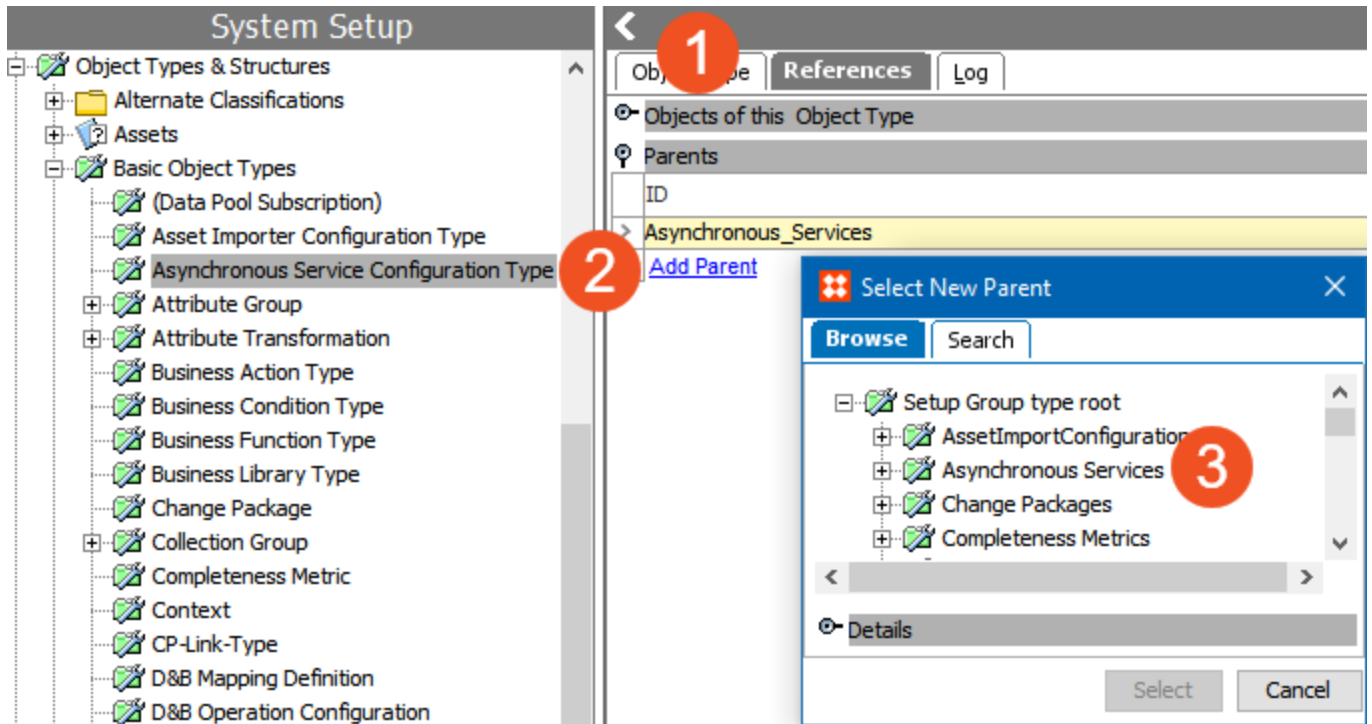 System Setup
Object Types & Structures
Alternate Classifications
Assets
Basic Object Types
(Data Pool Subscription)
Asset Importer Configuration Type
Asynchronous Service Configuration Type
Attribute Group
Attribute Transformation
Business Action Type
Business Condition Type
Business Function Type
Business Library Type
Change Package
Collection Group
Completeness Metric
Context
CP-Link-Type
D&B Mapping Definition
D&B Operation Configuration
2
1
References
Log
Objects of this Object Type
Parents
ID
Asynchronous_Services
Add Parent
Select New Parent
Browse
Search
Setup Group type root
AssetImportConfiguration
Asynchronous Services
3
Change Packages
Completeness Metrics
Details
Select
Cancel